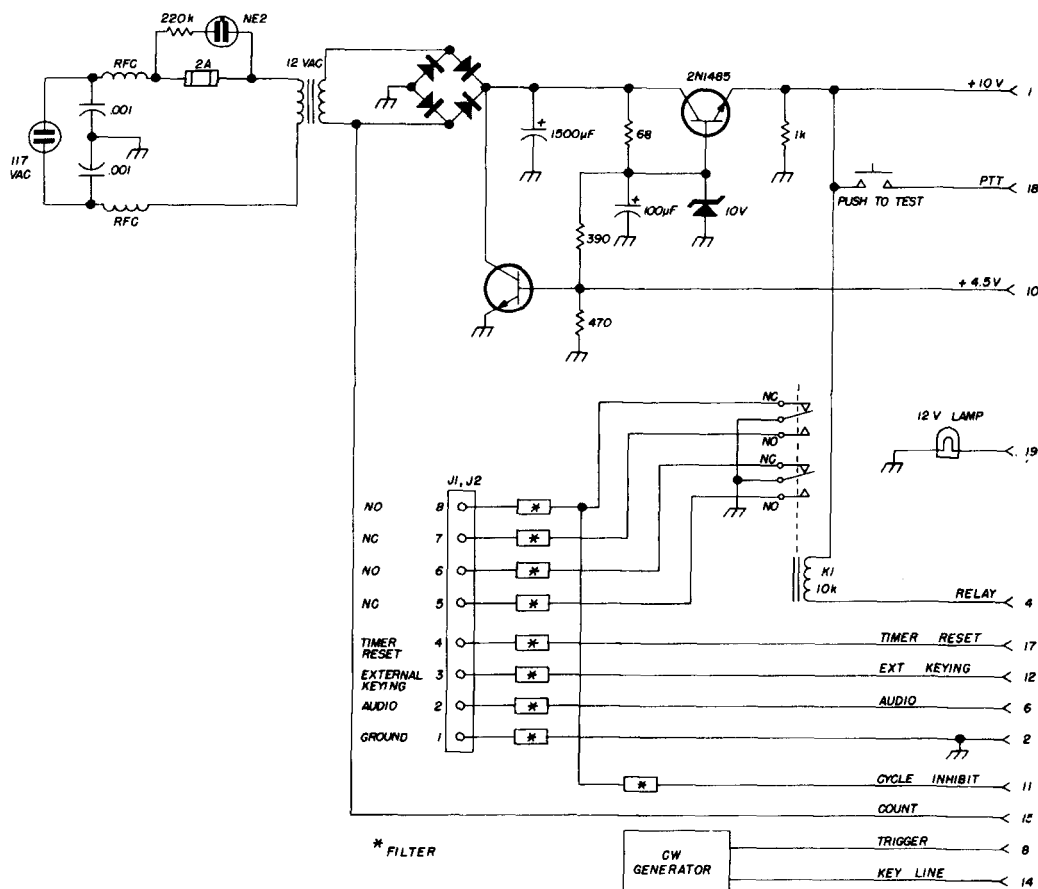 220k
NE2
RFC
2A
12 VAC
.001
.001
117
VAC
RFC
1500µF
+
68
2N1485
1k
+10V
1
PTT
18
PUSH TO TEST
+
100µF
10V
390
+4.5V
10
470
NC
NO
NC
NO
12 V LAMP
19
K1
10k
RELAY
4
J1, J2
NO 8 *
NC 7 *
NO 6 *
NC 5 *
TIMER
RESET 4 *
TIMER RESET
17
EXTERNAL
KEYING 3 *
EXT KEYING
12
AUDIO 2 *
AUDIO
6
GROUND 1 *
2
*
CYCLE INHIBIT
11
COUNT
15
* FILTER
CW
GENERATOR
TRIGGER
8
KEY LINE
14